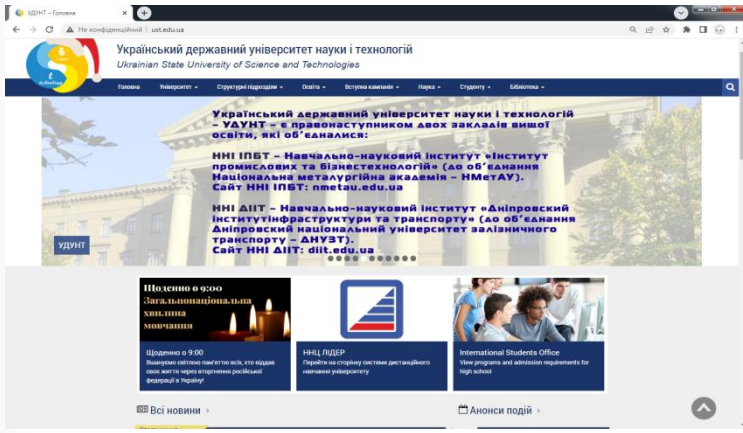 УДУНТ – Головна
Не конфіденційний
ust.edu.ua
Український державний університет науки і технологій
Ukrainian State University of Science and Technologies
Головна Університет Структурні підрозділи Освіта Вступна кампанія Наука Студенту Бібліотека
Український державний університет науки і технологій
– УДУНТ – є правонаступником двох закладів вищої
освіти, які об'єдналися:
ННІ ІПБТ – Навчально-науковий інститут «Інститут
промислових та бізнестехнологій» (до об'єднання
Національна металургійна академія – НМетАУ).
Сайт ННІ ІПБТ: nmetau.edu.ua
ННІ ДІІТ – Навчально-науковий інститут «Дніпровский
інститутінфраструктури та транспорту» (до об'єднання
Дніпровский національний університет залізничного
транспорту – ДНУЗТ).
Сайт ННІ ДІІТ: diit.edu.ua
УДУНТ
Щоденно о 9:00
Загальнонаціональна
хвилина
мовчання
Щоденно о 9:00
Вшановуємо світлою пам'яттю всіх, хто віддав
своє життя через вторгнення російської
федерації в Україну!
ННЦ ЛІДЕР
Перейти на сторінку системи дистанційного
навчання університету
International Students Office
View programs and admission requirements for
high school
Всі новини
Анонси подій